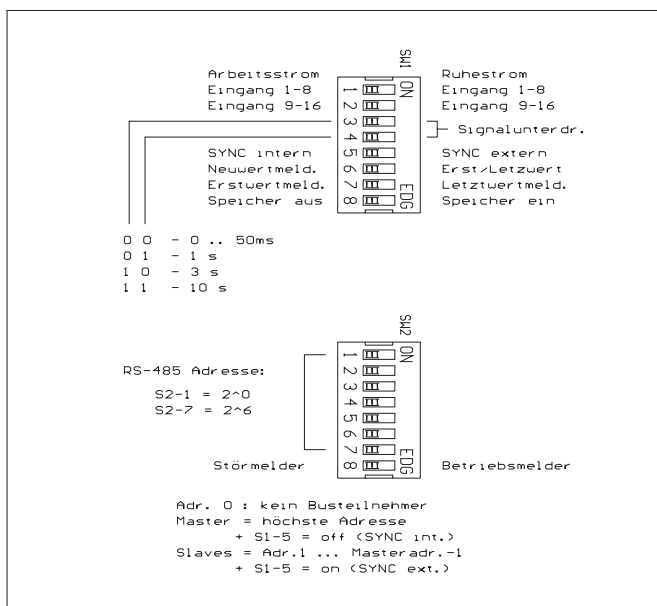 SW1
Arbeitsstrom Ruhestrom
Eingang 1-8 1 ON Eingang 1-8
Eingang 9-16 2 Eingang 9-16
3
4 Signalunterdr.
SYNC intern 5 SYNC extern
Neuwertmeld. 6 Erst/Letzwert
Erstwertmeld. 7 EDG Letztwertmeld.
Speicher aus 8 Speicher ein
0 0 - 0 .. 50ms
0 1 - 1 s
1 0 - 3 s
1 1 - 10 s
SW2
1 ON
RS-485 Adresse: 2
3
S2-1 = 2^0 4
S2-7 = 2^6 5
6
7 EDG
Störmelder 8 Betriebsmelder
Adr. 0 : kein Busteilnehmer
Master = höchste Adresse
+ S1-5 = off (SYNC int.)
Slaves = Adr.1 ... Masteradr.-1
+ S1-5 = on (SYNC ext.)